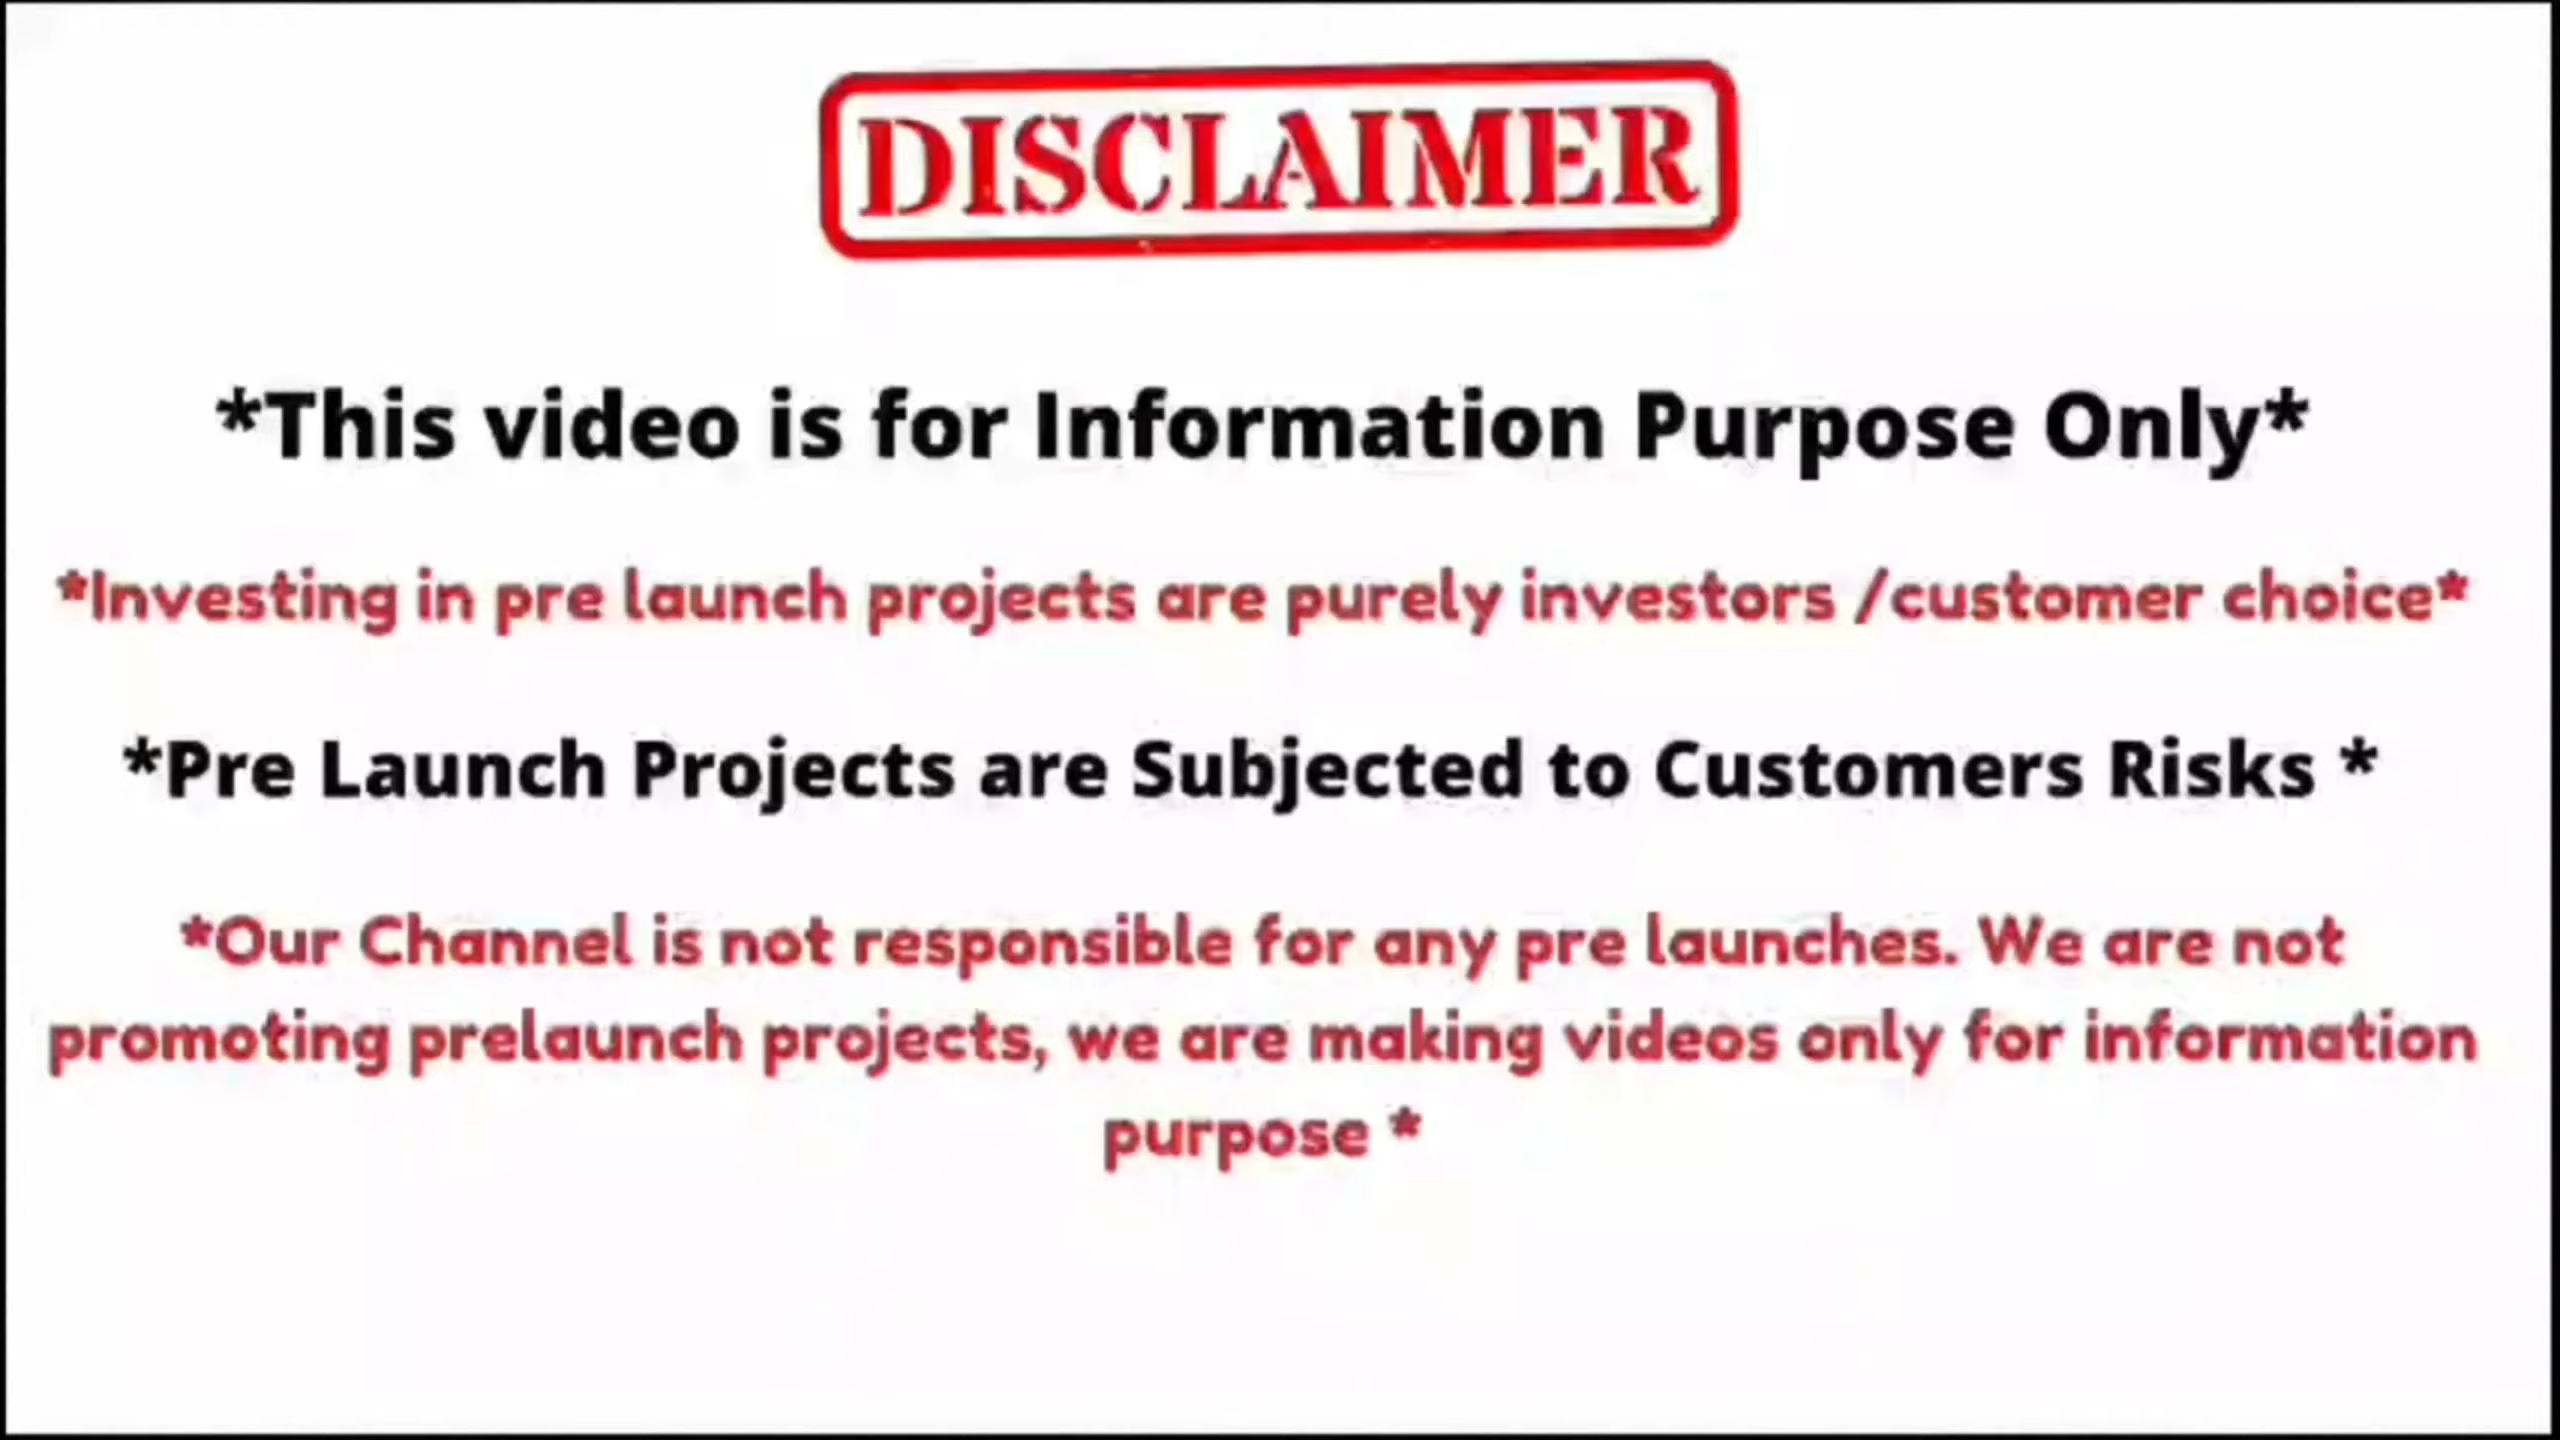 DISCLAIMER
*This video is for Information Purpose Only*
*Investing in pre launch projects are purely investors /customer choice*
*Pre Launch Projects are Subjected to Customers Risks *
*Our Channel is not responsible for any pre launches. We are not
promoting prelaunch projects, we are making videos only for information
purpose *